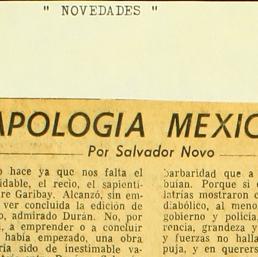 " NOVEDADES "
APOLOGIA MEXIC
Por Salvador Novo
o hace ya que nos falta el
idable, el recio, el sapienti-
re Garibay. Alcanzó, sin em-
ver concluida la edición de
o, admirado Durán. No, por
i, a emprender o a concluir
había empezado, una obra
ría sido de inestimable va-
barbaridad que a
buían. Porque si
latrías mostraron
diabólico, al menos
gobierno y policía,
rencia, grandeza y
y fuerzas no halla
puja, y en querers